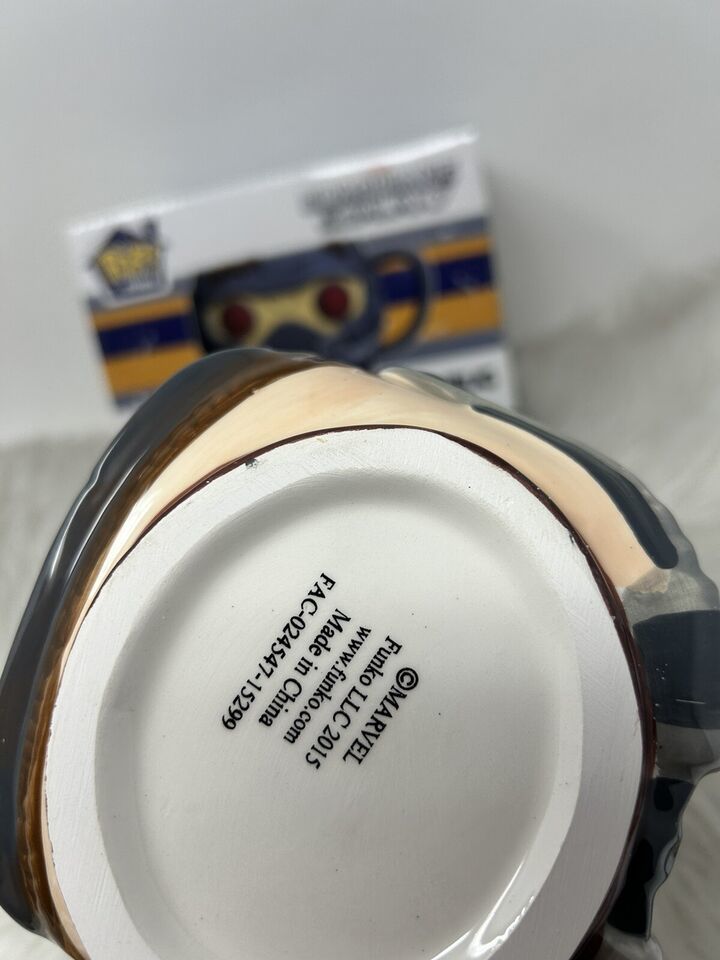 ©MARVEL
Funko LLC 2015
www.funko.com
Made in China
FAC-024547-15299